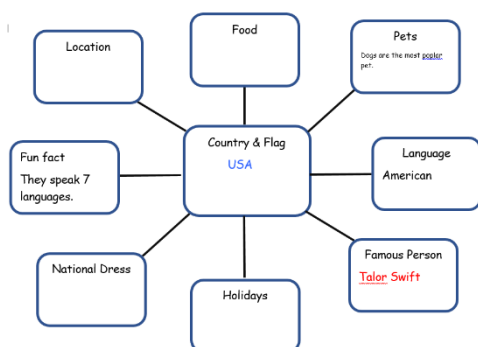 Location
Food
Pets
Dogs are the most poplar
pet.
Country & Flag
USA
Fun fact
They speak 7
languages.
Language
American
National Dress
Holidays
Famous Person
Talor Swift